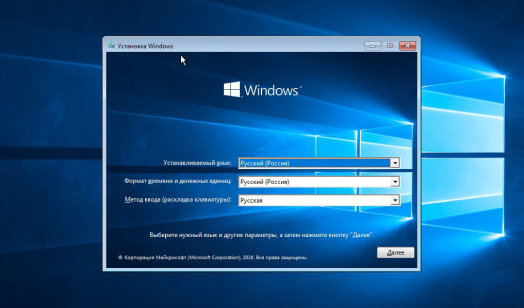 Установка Windows
Windows
Устанавливаемый язык: Русский (Россия)
Формат времени и денежных единиц: Русский (Россия)
Метод ввода (раскладка клавиатуры): Русская
Выберите нужный язык и другие параметры, а затем нажмите кнопку "Далее".
Далее
© Корпорация Майкрософт (Microsoft Corporation), 2016. Все права защищены.